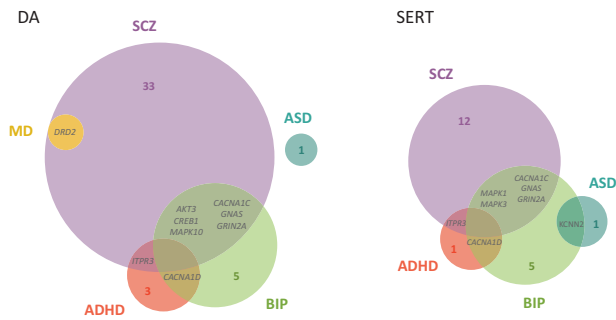 DA
SCZ
33
MD
DRD2
ASD
1
AKT3
CREB1
MAPK10
CACNA1C
GNAS
GRIN2A
ITPR3
CACNA1D
3
5
ADHD
BIP
SERT
SCZ
12
CACNA1C
GNAS
GRIN2A
MAPK1
MAPK3
ASD
ITPR3
KCNN2
1
CACNA1D
1
5
ADHD
BIP